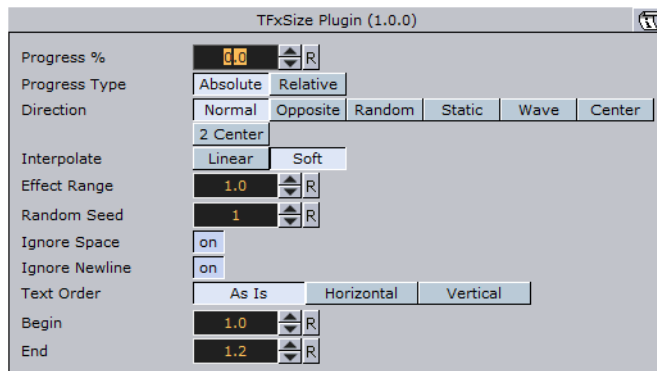 TFxSize Plugin (1.0.0)
Progress % 0.0 R
Progress Type Absolute Relative
Direction Normal Opposite Random Static Wave Center
2 Center
Interpolate Linear Soft
Effect Range 1.0 R
Random Seed 1 R
Ignore Space on
Ignore Newline on
Text Order As Is Horizontal Vertical
Begin 1.0 R
End 1.2 R